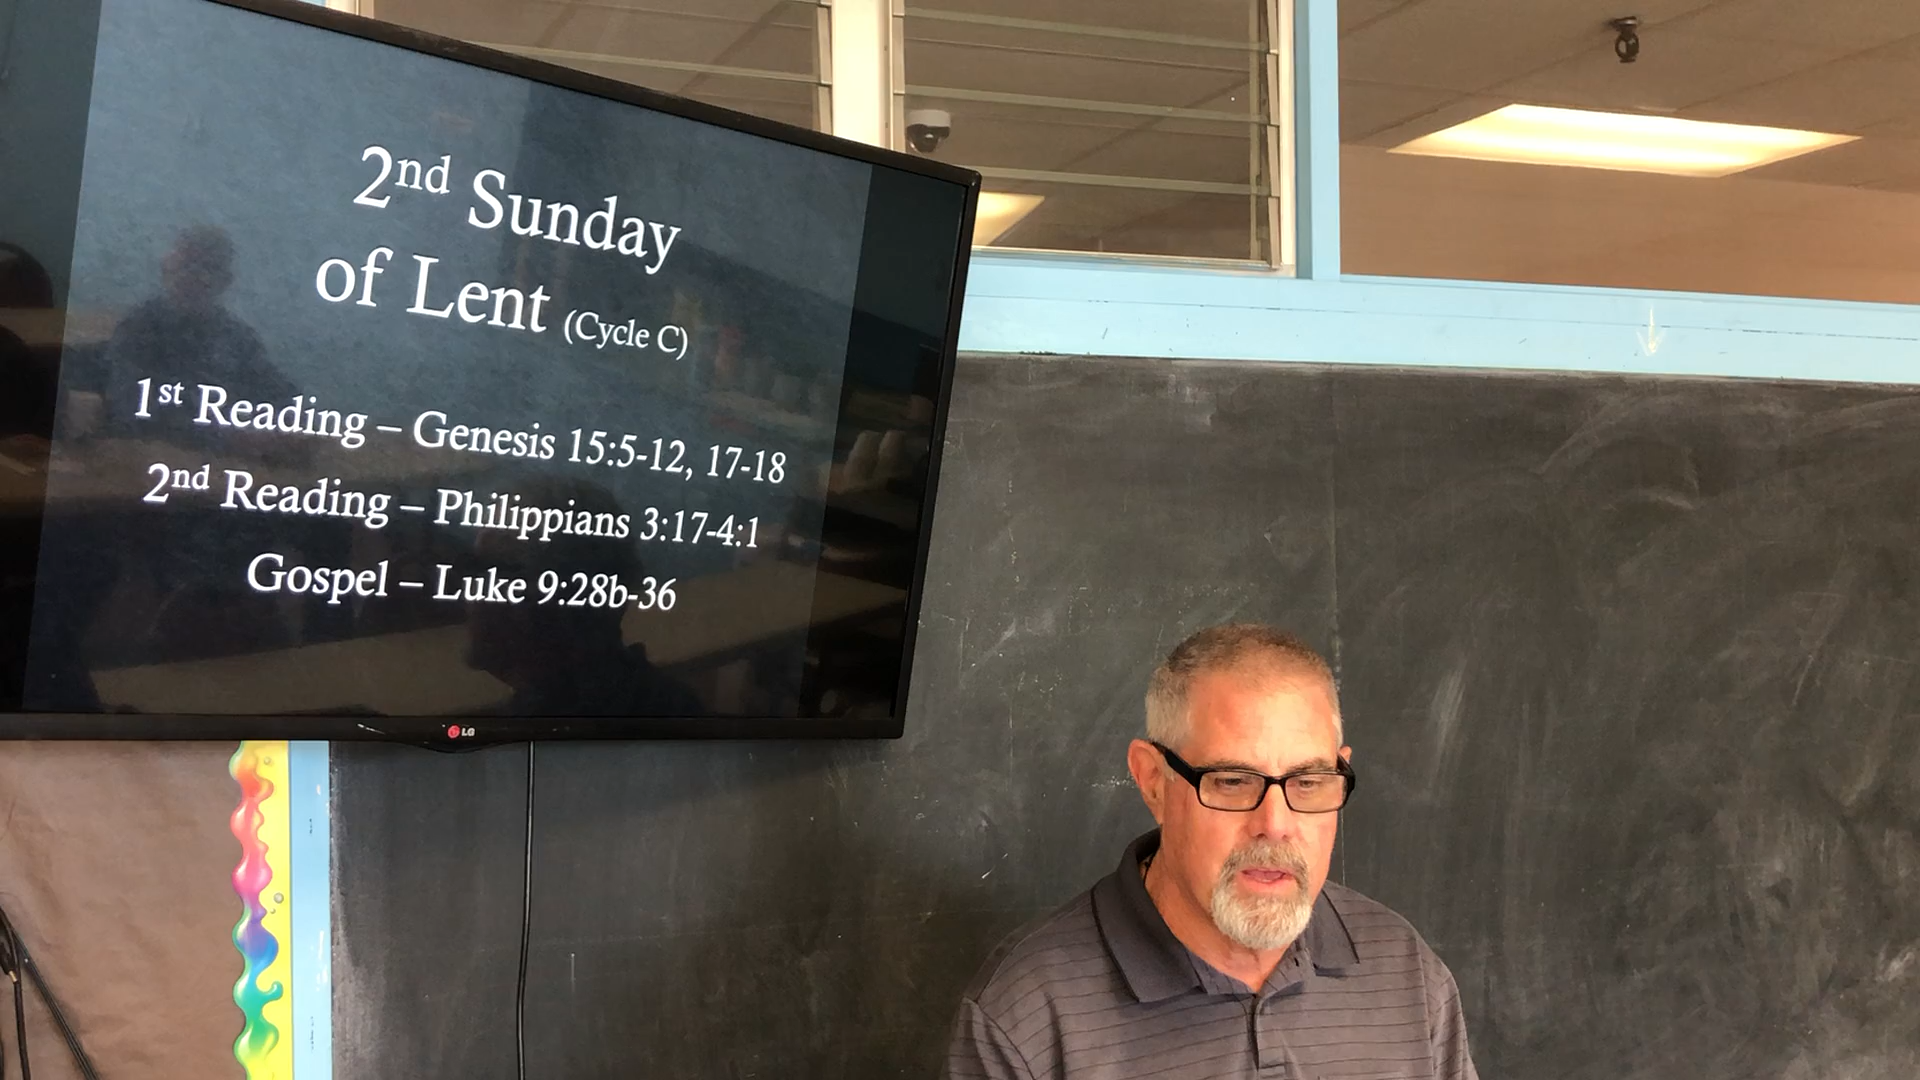 2nd Sunday
of Lent (Cycle C)
1st Reading – Genesis 15:5-12, 17-18
2nd Reading – Philippians 3:17-4:1
Gospel – Luke 9:28b-36
LG